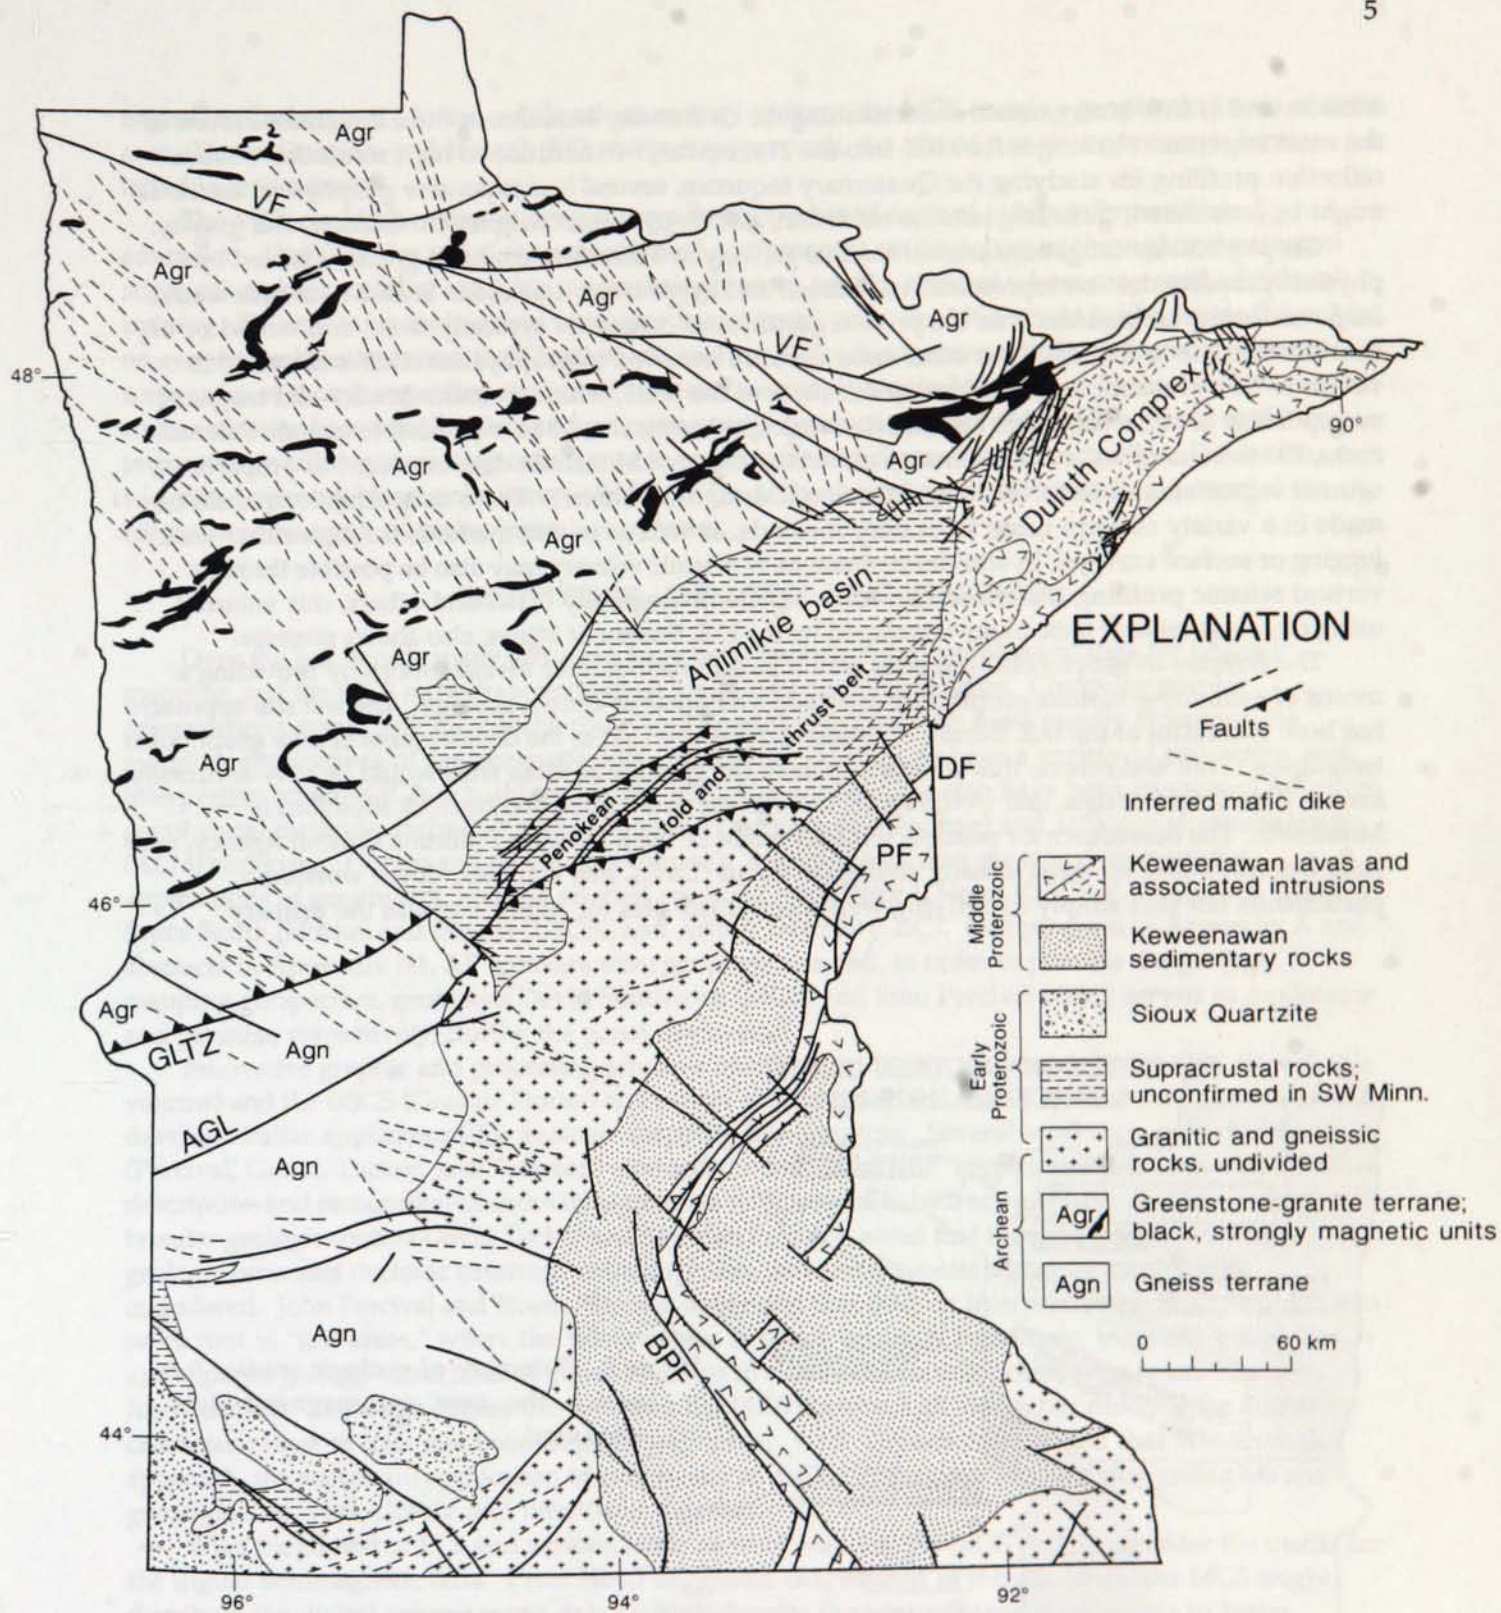 5
Agr
VF
Agr
Agr
Agr
VF
48°
90°
Duluth Complex
Agr
Agr
Agr
Animikie basin
Agr
EXPLANATION
Faults
Inferred mafic dike
Agr
Penokean
fold and
thrust belt
DF
PF
46°
Agr
GLTZ
Agn
AGL
Agn
Agn
BPF
44°
96°
94°
92°
Middle
Proterozoic
Keweenawan lavas and
associated intrusions
Keweenawan
sedimentary rocks
Early
Proterozoic
Sioux Quartzite
Supracrustal rocks;
unconfirmed in SW Minn.
Granitic and gneissic
rocks. undivided
Archean
Agr
Greenstone-granite terrane;
black, strongly magnetic units
Agn
Gneiss terrane
0 60 km